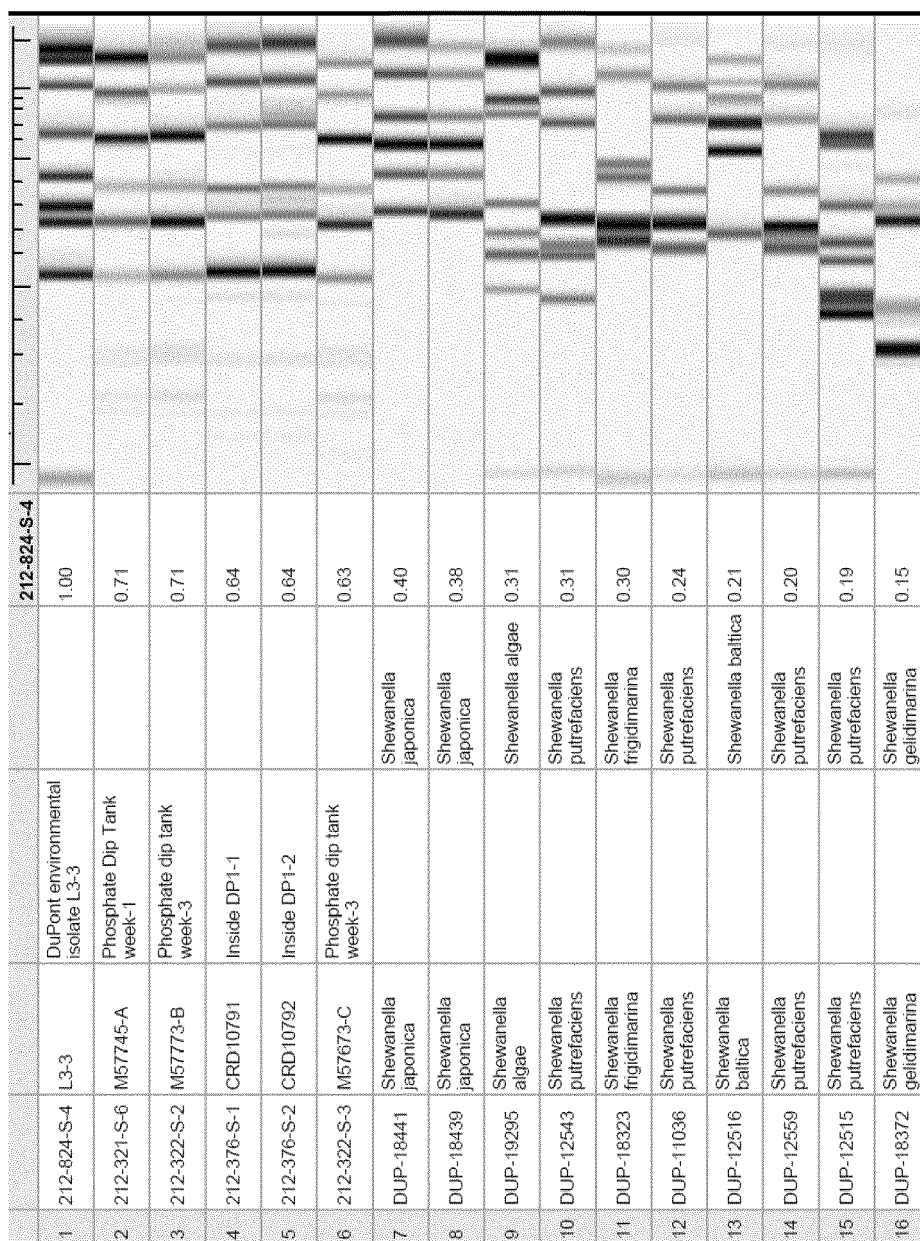 212-824-S-4
1 212-824-S-4 L3-3 DuPont environmental 1.00
isolate L3-3
2 212-321-S-6 M57745-A Phosphate Dip Tank 0.71
week-1
3 212-322-S-2 M57773-B Phosphate dip tank 0.71
week-3
4 212-376-S-1 CRD10791 Inside DP1-1 0.64
5 212-376-S-2 CRD10792 Inside DP1-2 0.64
6 212-322-S-3 M57673-C Phosphate dip tank 0.63
week-3
7 DUP-18441 Shewanella Shewanella 0.40
japonica japonica
8 DUP-18439 Shewanella Shewanella 0.38
japonica japonica
9 DUP-19295 Shewanella Shewanella algae 0.31
algae
10 DUP-12543 Shewanella Shewanella 0.31
putrefaciens putrefaciens
11 DUP-18323 Shewanella Shewanella 0.30
frigidimarina frigidimarina
12 DUP-11036 Shewanella Shewanella 0.24
putrefaciens putrefaciens
13 DUP-12516 Shewanella Shewanella baltica 0.21
baltica
14 DUP-12559 Shewanella Shewanella 0.20
putrefaciens putrefaciens
15 DUP-12515 Shewanella Shewanella 0.19
putrefaciens putrefaciens
16 DUP-18372 Shewanella Shewanella 0.15
gelidimarina gelidimarina